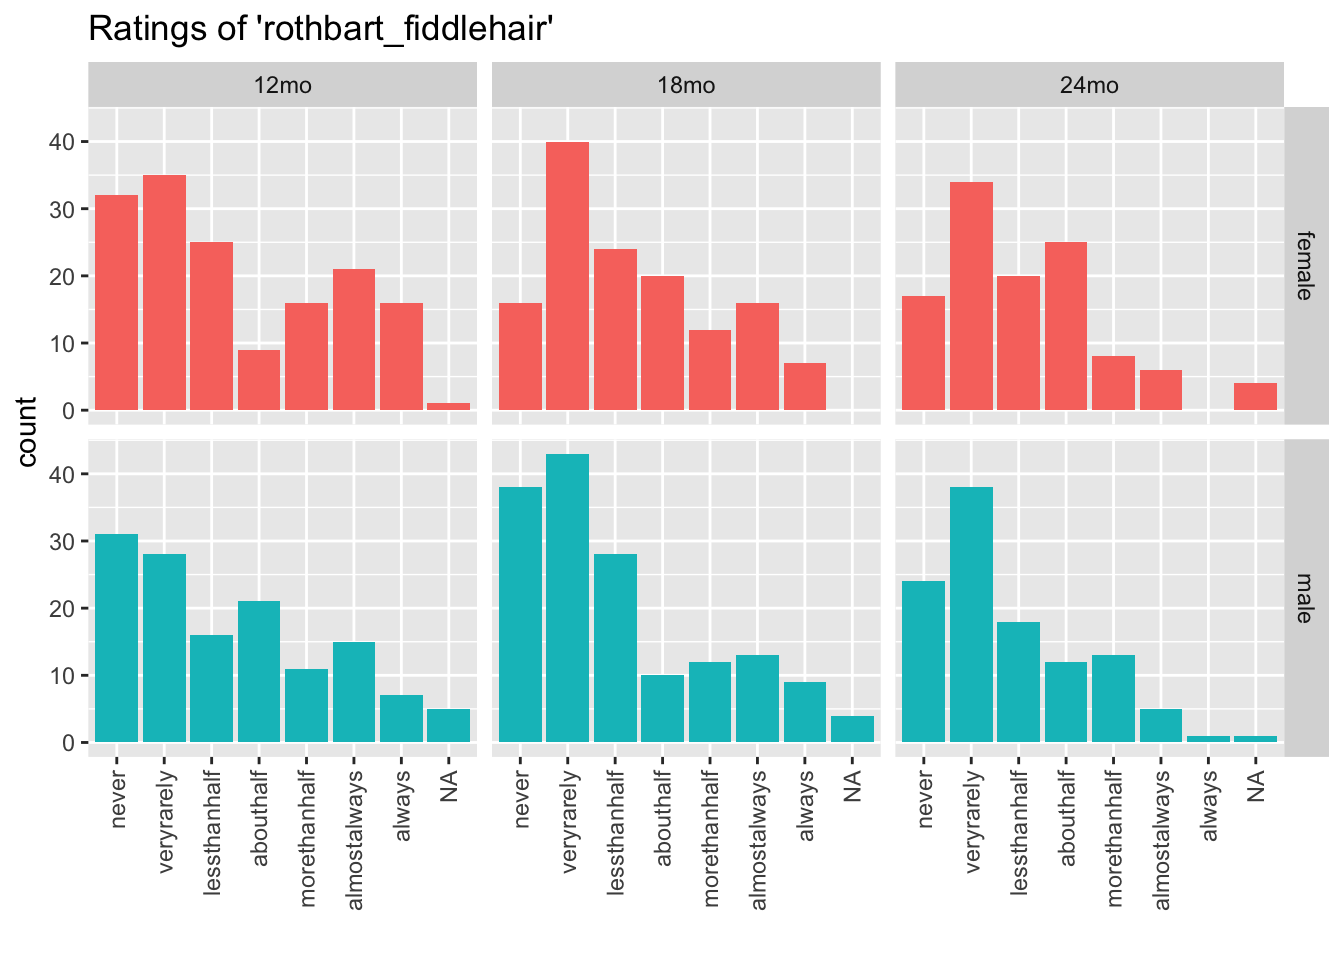 Ratings of 'rothbart_fiddlehair'
12mo 18mo 24mo
40
30
20
10
0
female
count
40
30
20
10
0
male
never veryrarely lessthanhalf abouthalf morethanhalf almostalways always NA never veryrarely lessthanhalf abouthalf morethanhalf almostalways always NA never veryrarely lessthanhalf abouthalf morethanhalf almostalways always NA